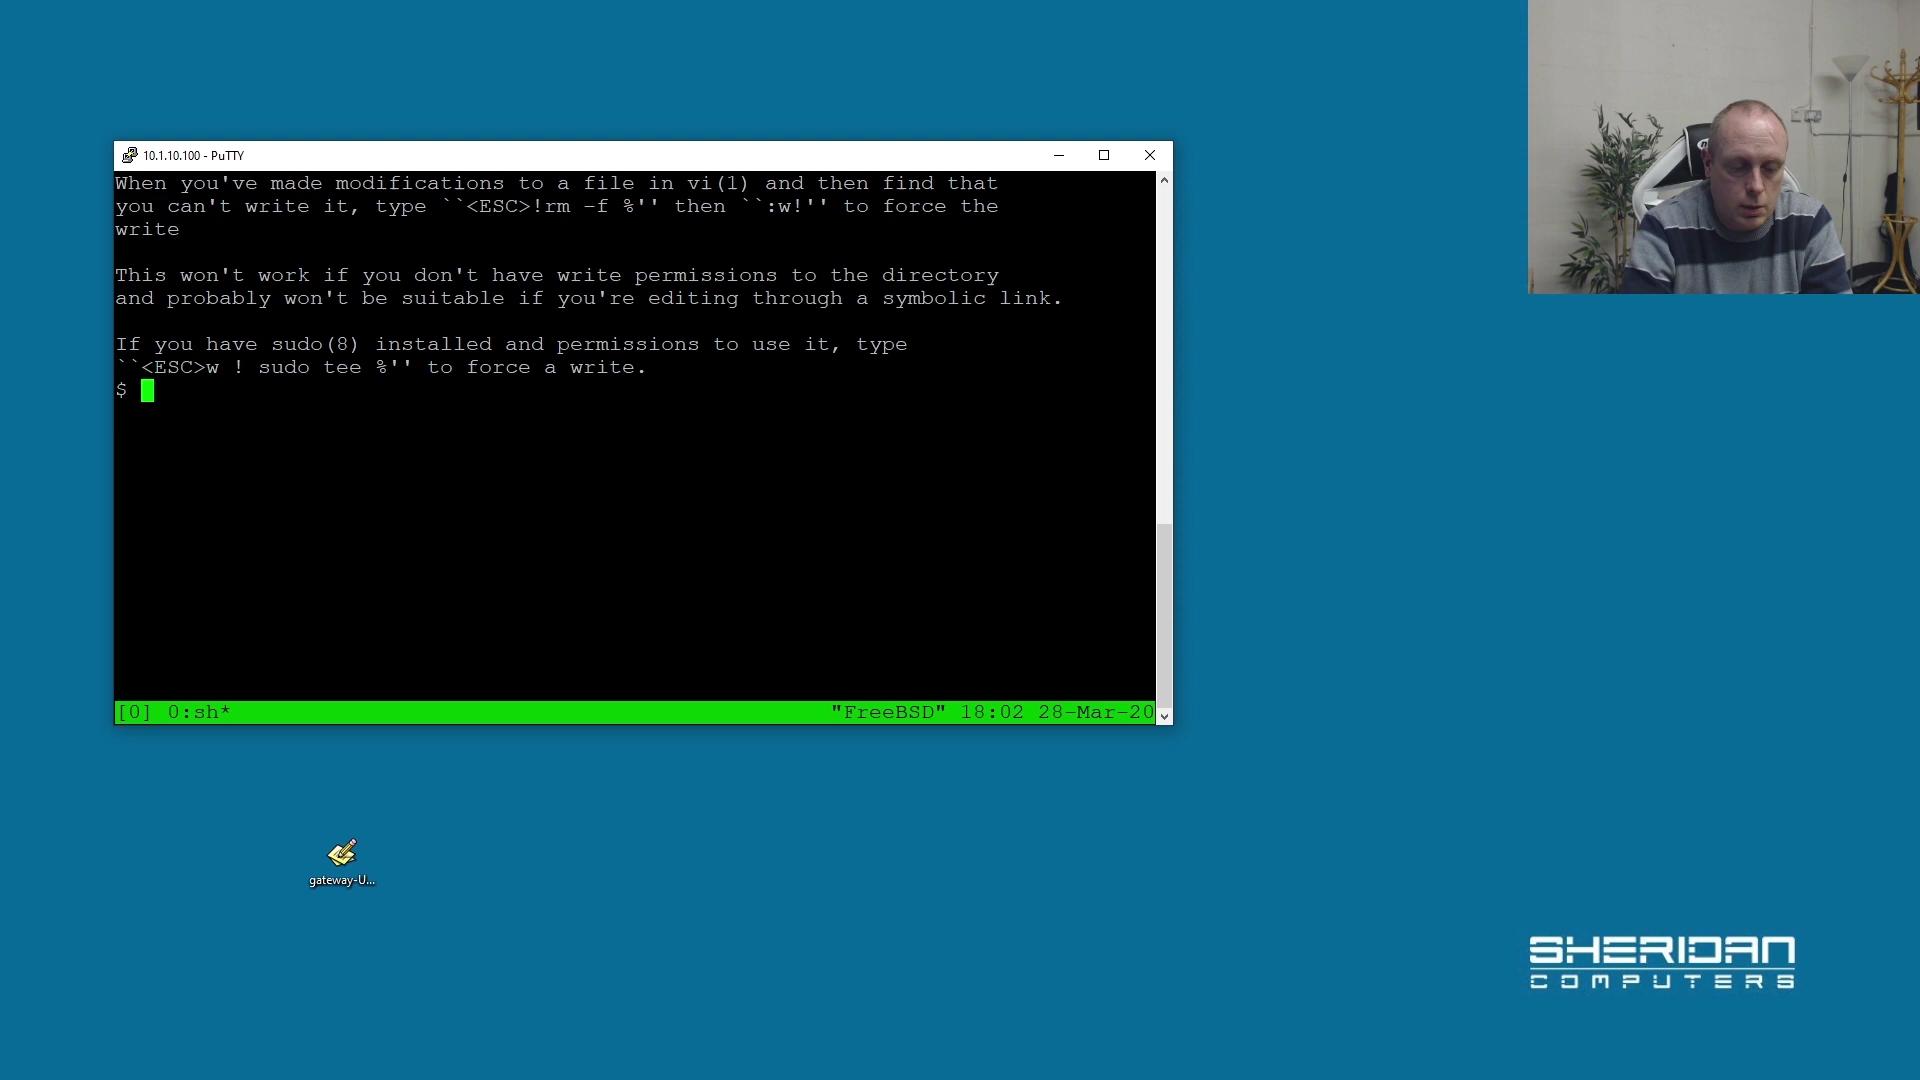 10.1.10.100 - PuTTY
When you've made modifications to a file in vi(1) and then find that
you can't write it, type ``<ESC>!rm -f %'' then ``:w!'' to force the
write
This won't work if you don't have write permissions to the directory
and probably won't be suitable if you're editing through a symbolic link.
If you have sudo(8) installed and permissions to use it, type
``<ESC>w ! sudo tee %'' to force a write.
$
[0] 0:sh* "FreeBSD" 18:02 28-Mar-20
gateway-U...
SHERIDAN
COMPUTERS